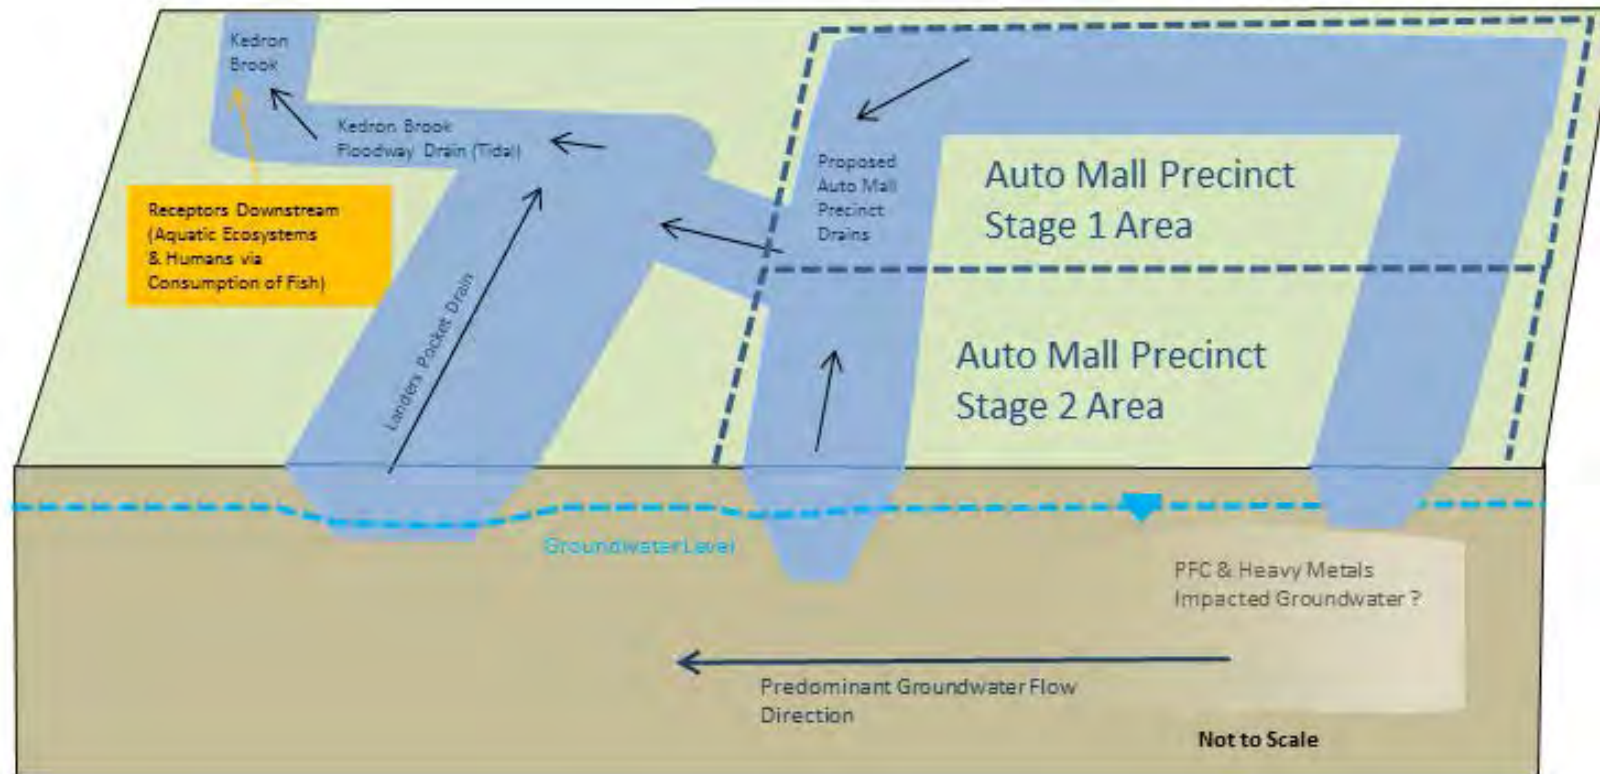 Kedron
Brook
Kedron Brook
Floodway Drain (Tidal)
Receptors Downstream
(Aquatic Ecosystems
& Humans via
Consumption of Fish)
Landers Pocket Drain
Proposed
Auto Mall
Precinct
Drains
Auto Mall Precinct
Stage 1 Area
Auto Mall Precinct
Stage 2 Area
Groundwater Level
PFC & Heavy Metals
Impacted Groundwater ?
Predominant Groundwater Flow
Direction
Not to Scale